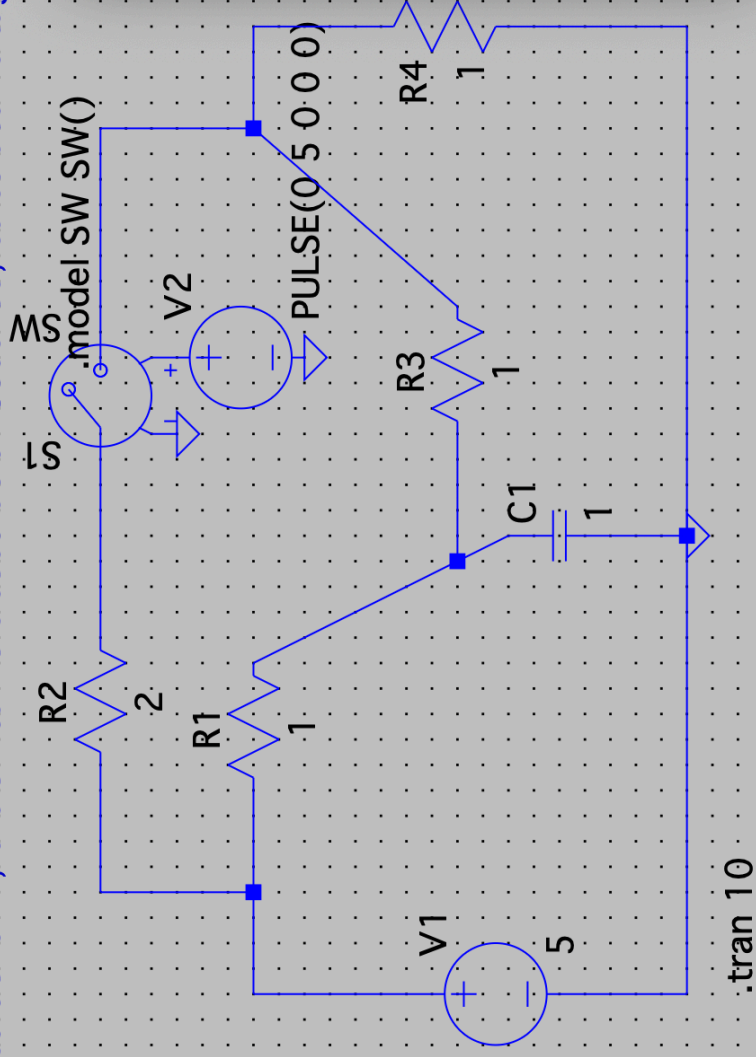 R4
1
.model SW SW()
SW
S1
V2
+
+
−
−
PULSE(0 5 0 0 0)
R3
1
C1
1
R2
2
R1
1
V1
+
−
5
.tran 10